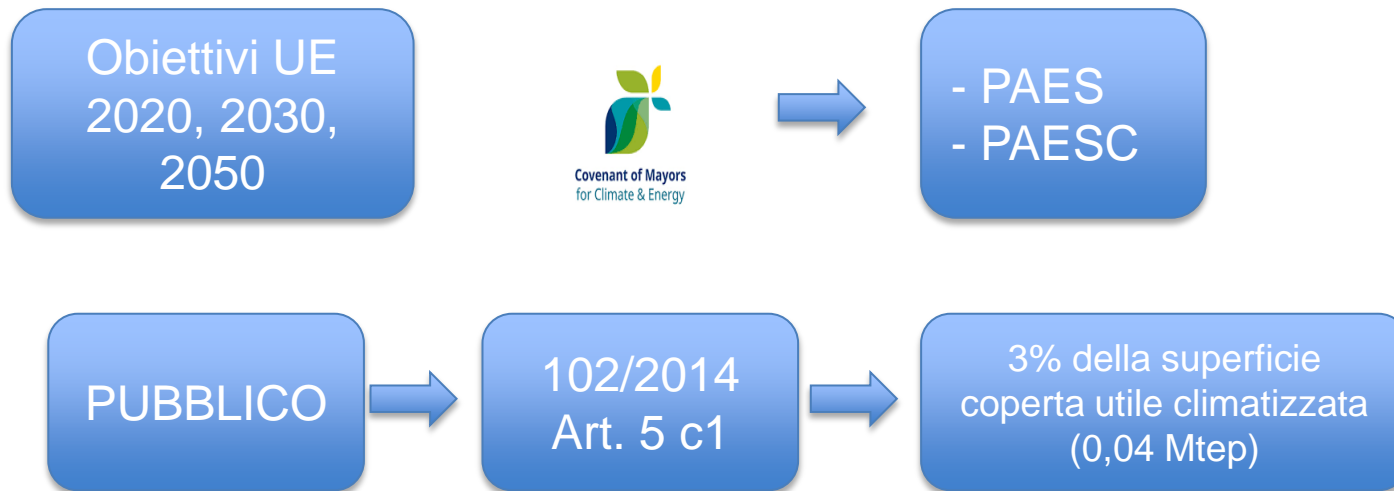 Obiettivi UE
2020, 2030,
2050
Covenant of Mayors
for Climate & Energy
- PAES
- PAESC
PUBBLICO
102/2014
Art. 5 c1
3% della superficie
coperta utile climatizzata
(0,04 Mtep)